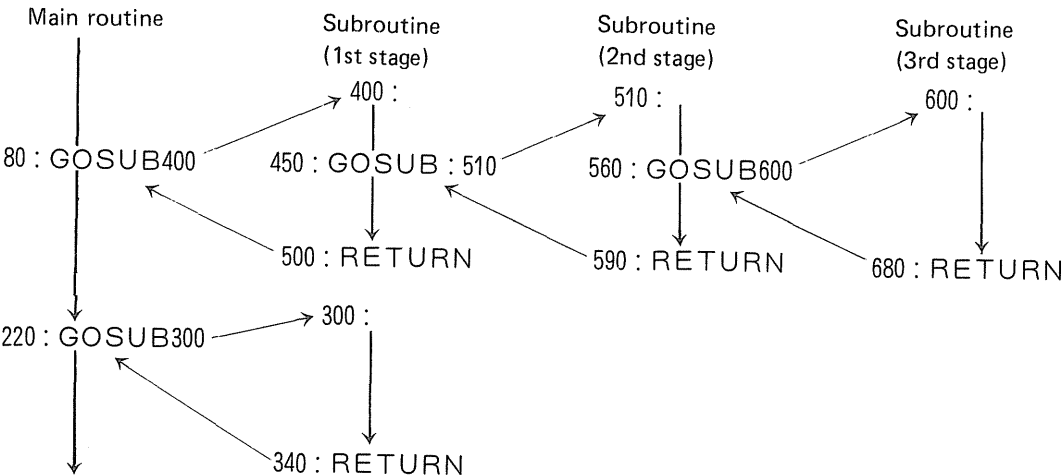 Main routine
Subroutine
(1st stage)
Subroutine
(2nd stage)
Subroutine
(3rd stage)
400 :
510 :
600 :
80 : GOSUB400
450 : GOSUB : 510
560 : GOSUB600
500 : RETURN
590 : RETURN
680 : RETURN
220 : GOSUB300
300 :
340 : RETURN